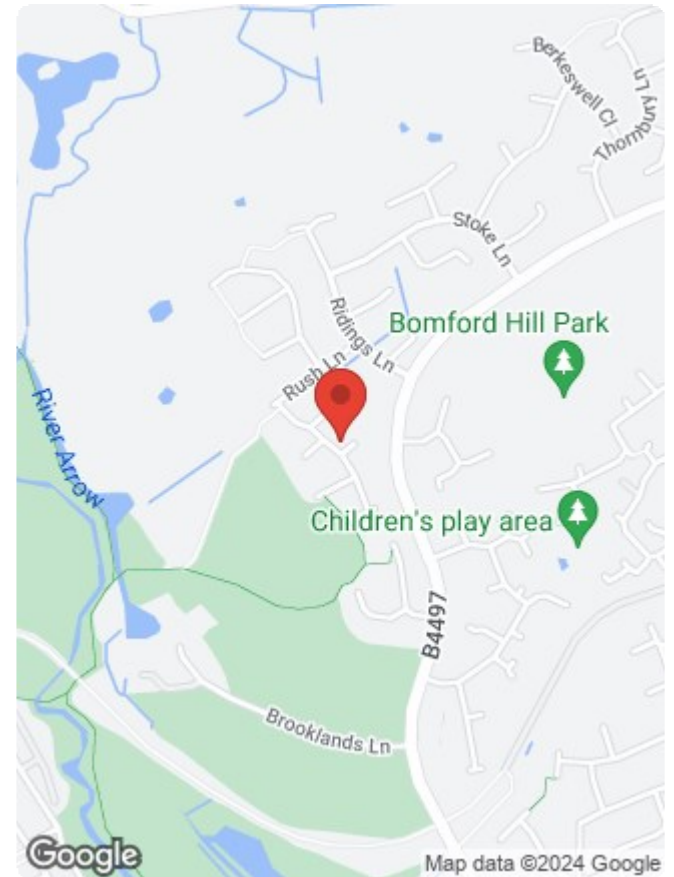 Berkeswell Cl
Thornbury Ln
Stoke Ln
Bomford Hill Park
Ridings Ln
Rush Ln
River Arrow
Children's play area
B4497
Brooklands Ln
Google
Map data ©2024 Google